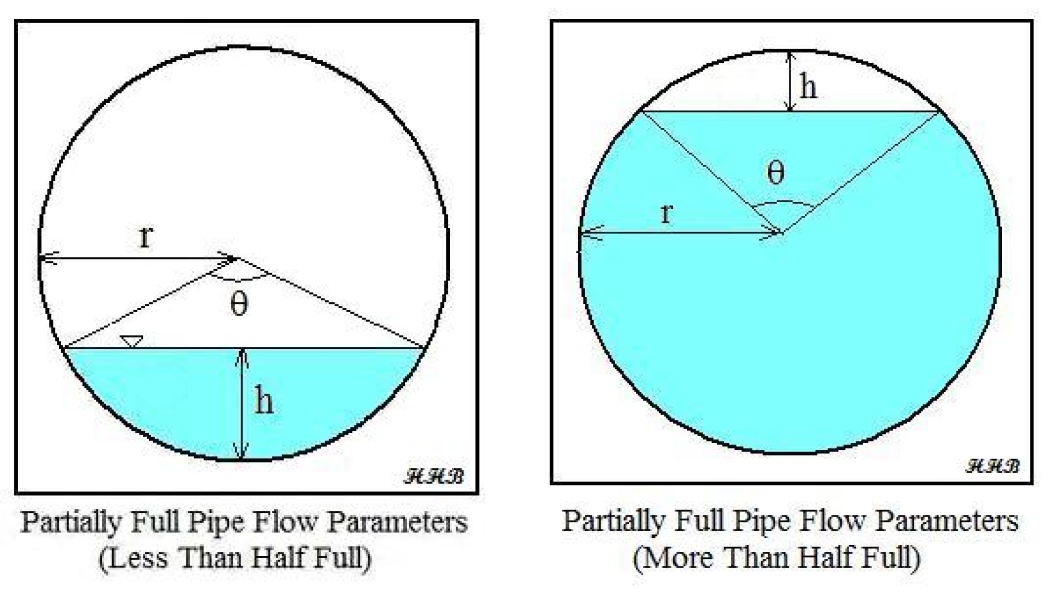 r
θ
h
ℋℋℬ
Partially Full Pipe Flow Parameters
(Less Than Half Full)
h
θ
r
ℋℋℬ
Partially Full Pipe Flow Parameters
(More Than Half Full)